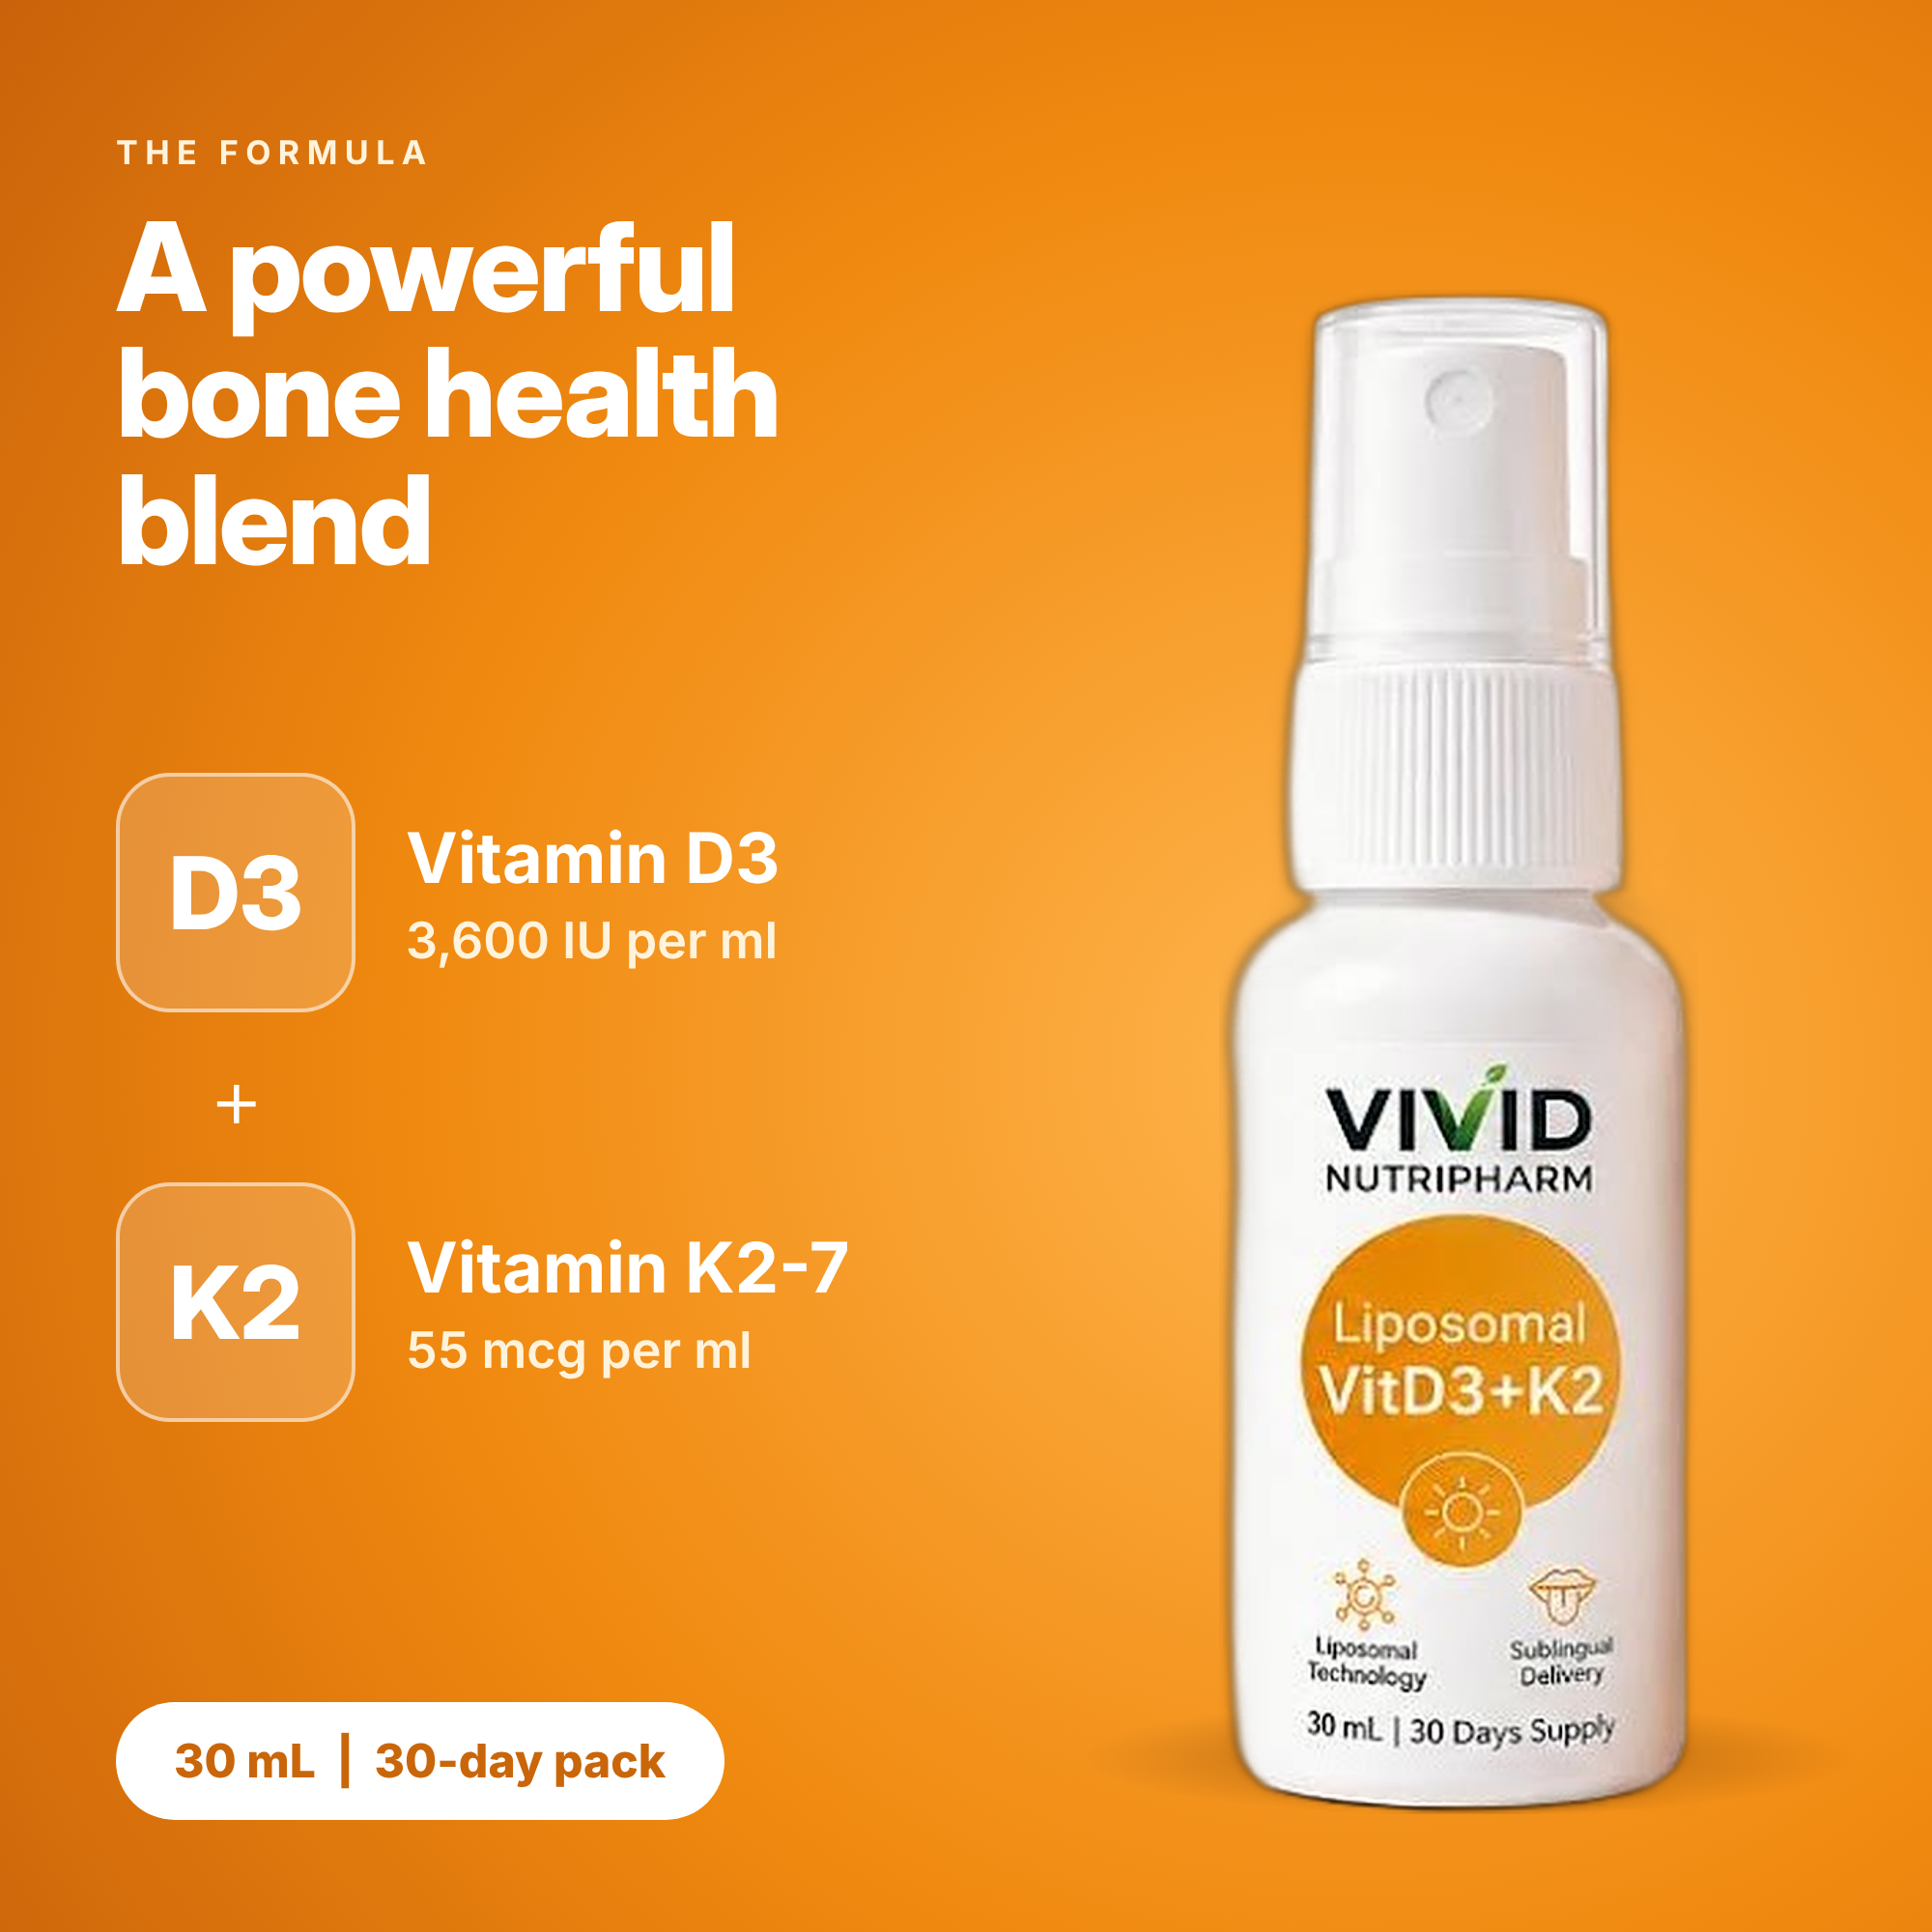 THE FORMULA
A powerful
bone health
blend
D3
Vitamin D3
3,600 IU per ml
+
K2
Vitamin K2-7
55 mcg per ml
30 mL | 30-day pack
VIVID
NUTRIPHARM
Liposomal
VitD3+K2
Liposomal
Technology
Sublingual
Delivery
30 mL | 30 Days Supply